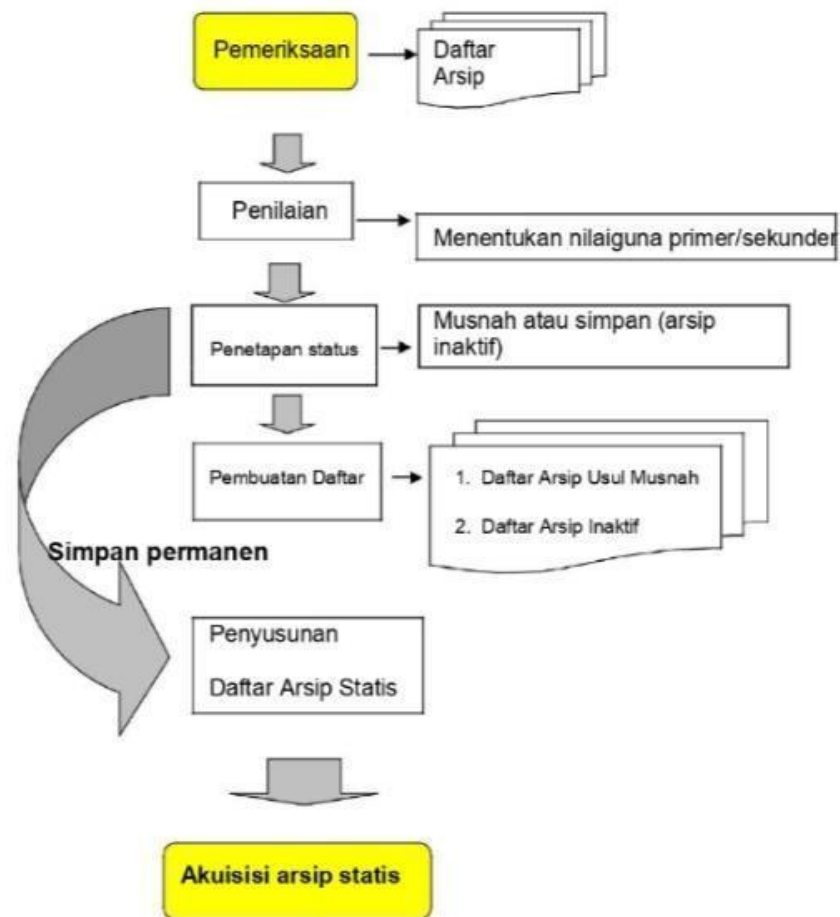 Pemeriksaan
Daftar
Arsip
Penilaian
Menentukan nilaiguna primer/sekunder
Penetapan status
Musnah atau simpan (arsip
inaktif)
Pembuatan Daftar
1. Daftar Arsip Usul Musnah
2. Daftar Arsip Inaktif
Simpan permanen
Penyusunan
Daftar Arsip Statis
Akuisisi arsip statis